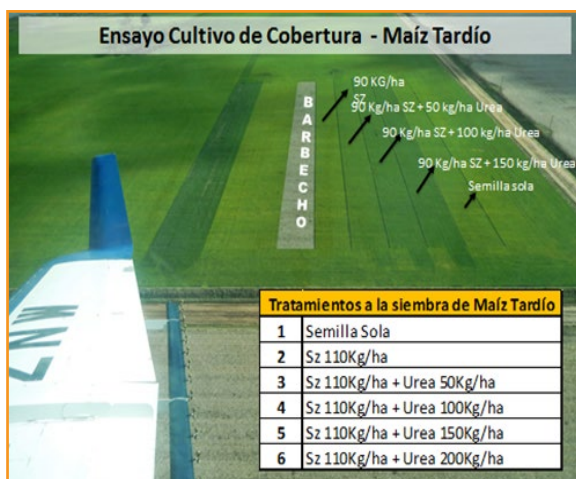 Ensayo Cultivo de Cobertura - Maíz Tardío
90 KG/ha
SZ
90 Kg/ha SZ + 50 kg/ha Urea
90 Kg/ha SZ + 100 kg/ha Urea
90 Kg/ha SZ + 150 kg/ha Urea
Semilla sola
BARBECHO
Tratamientos a la siembra de Maíz Tardío
1 Semilla Sola
2 Sz 110Kg/ha
3 Sz 110Kg/ha + Urea 50Kg/ha
4 Sz 110Kg/ha + Urea 100Kg/ha
5 Sz 110Kg/ha + Urea 150Kg/ha
6 Sz 110Kg/ha + Urea 200Kg/ha